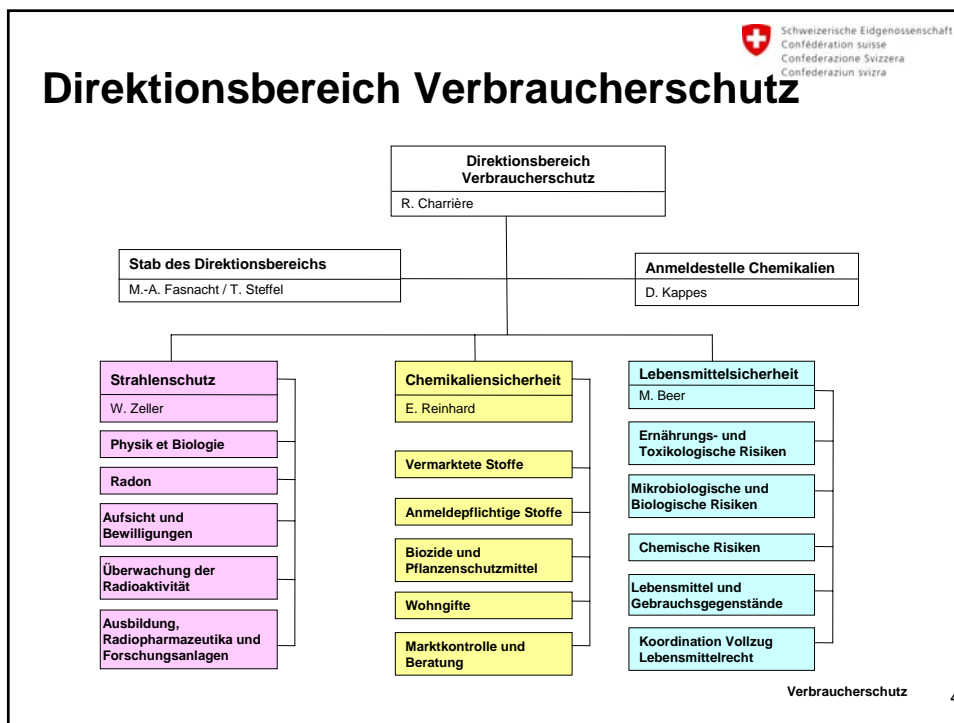 Schweizerische Eidgenossenschaft
Confédération suisse
Confederazione Svizzera
Confederaziun svizra
Direktionsbereich Verbraucherschutz
Direktionsbereich
Verbraucherschutz
R. Charrière
Stab des Direktionsbereichs
M.-A. Fasnacht / T. Steffel
Anmeldestelle Chemikalien
D. Kappes
Strahlenschutz
W. Zeller
Physik et Biologie
Radon
Aufsicht und
Bewilligungen
Überwachung der
Radioaktivität
Ausbildung,
Radiopharmazeutika und
Forschungsanlagen
Chemikaliensicherheit
E. Reinhard
Vermarktete Stoffe
Anmeldepflichtige Stoffe
Biozide und
Pflanzenschutzmittel
Wohngifte
Marktkontrolle und
Beratung
Lebensmittelsicherheit
M. Beer
Ernährungs- und
Toxikologische Risiken
Mikrobiologische und
Biologische Risiken
Chemische Risiken
Lebensmittel und
Gebrauchsgegenstände
Koordination Vollzug
Lebensmittelrecht
Verbraucherschutz
4